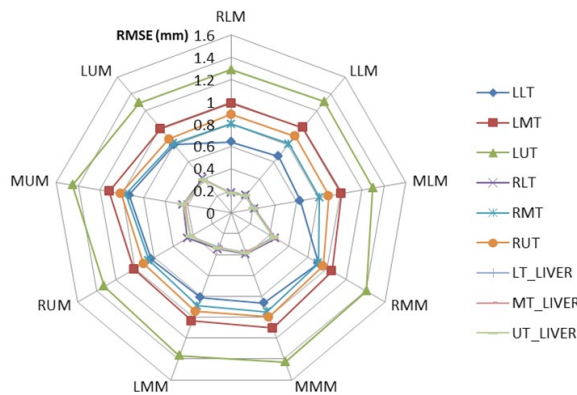 RLM
RMSE (mm)
1.6
1.4
1.2
1
0.8
0.6
0.4
0.2
0
LUM
LLM
MUM
MLM
RUM
RMM
LMM
MMM
LLT
LMT
LUT
RLT
RMT
RUT
LT_LIVER
MT_LIVER
UT_LIVER